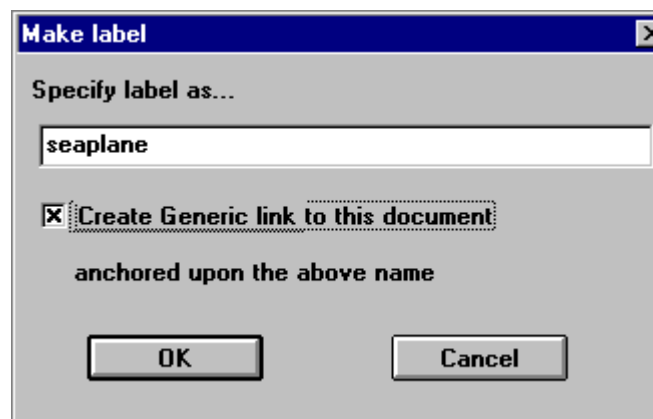 Make label
Specify label as...
seaplane
Create Generic link to this document
anchored upon the above name
OK
Cancel